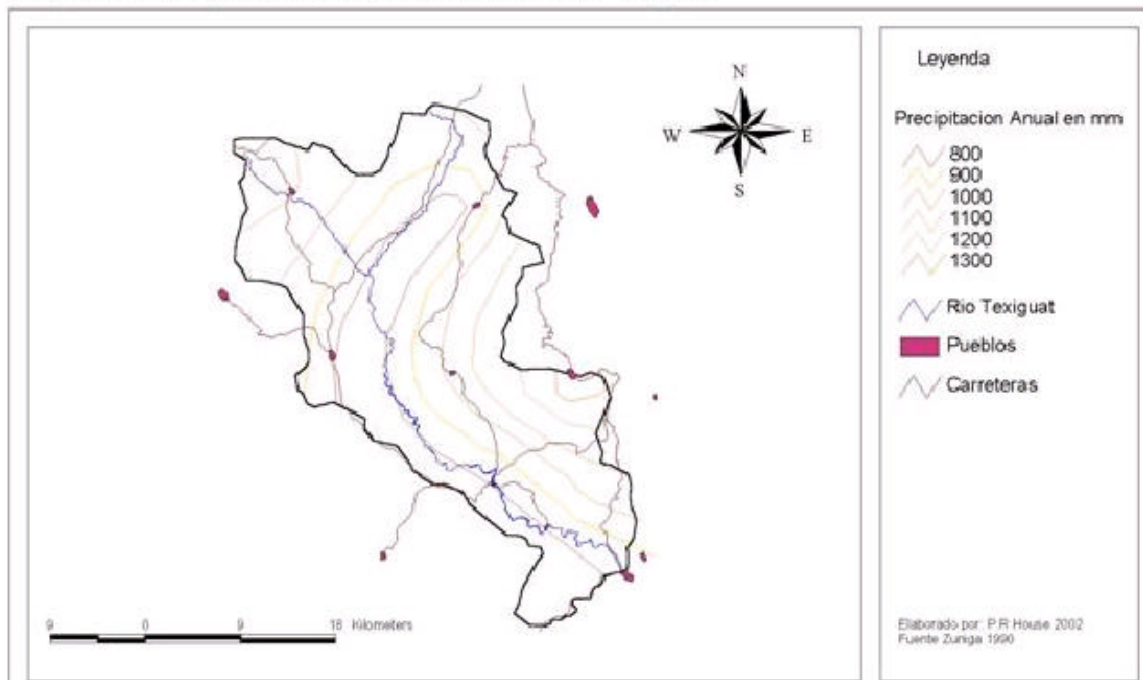 N
W E
S
9 0 9 18 Kilometers
Leyenda
Precipitacion Anual en mm
800
900
1000
1100
1200
1300
Rio Texiguat
Pueblos
Carreteras
Elaborado por: P.R House 2002
Fuente Zuniga 1990